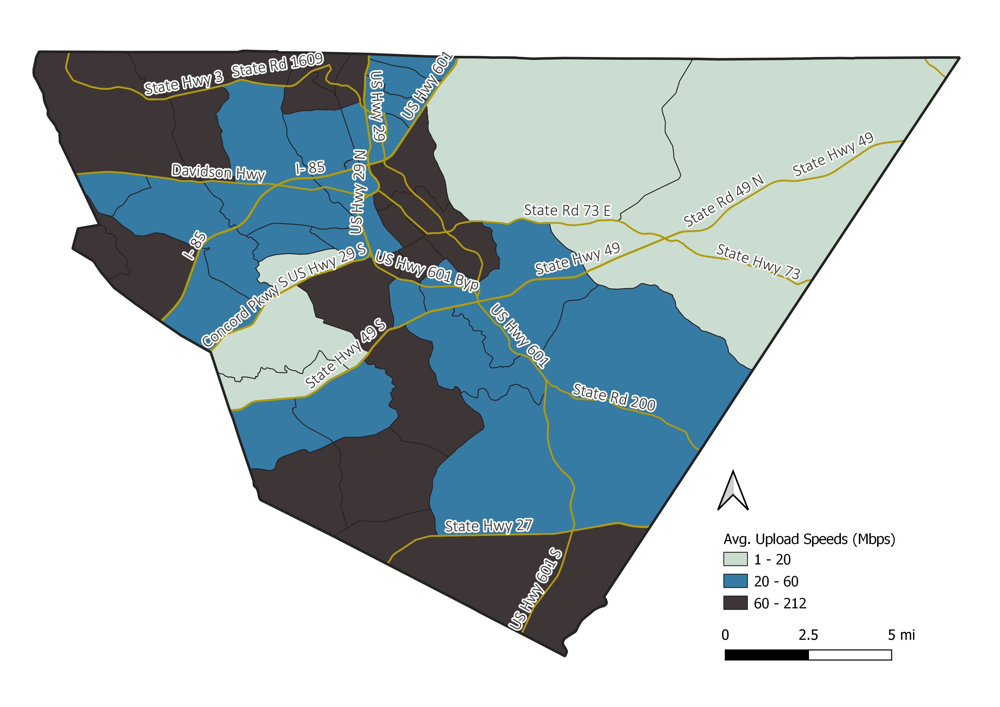 State Hwy 3
State Rd 1609
US Hwy 29
US Hwy 601
Davidson Hwy
I- 85
US Hwy 29 N
State Hwy 49
State Rd 49 N
State Rd 73 E
I- 85
US Hwy 29 S
US Hwy 601 Byp
State Hwy 49
State Hwy 73
Concord Pkwy S
State Hwy 49 S
US Hwy 601
State Rd 200
State Hwy 27
US Hwy 601 S
Avg. Upload Speeds (Mbps)
1 - 20
20 - 60
60 - 212
0 2.5 5 mi